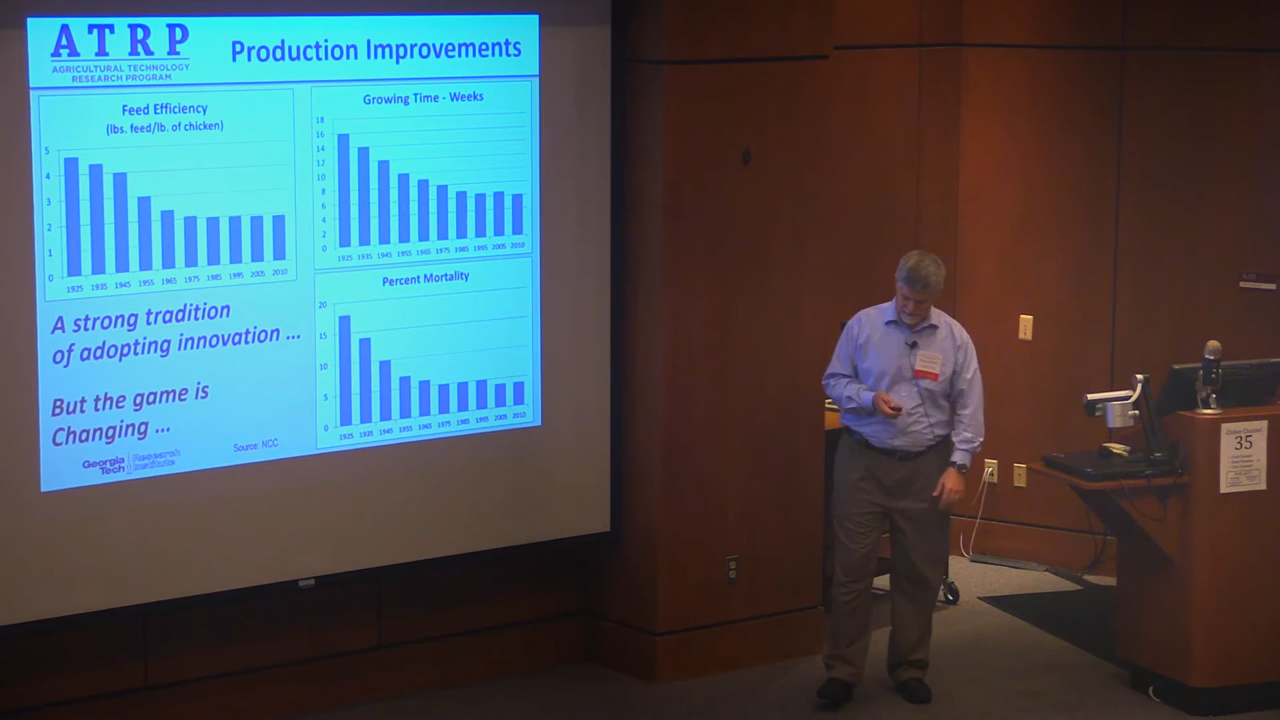 ATRP
AGRICULTURAL TECHNOLOGY
RESEARCH PROGRAM
Production Improvements
Feed Efficiency
(lbs. feed/lb. of chicken)
5
4
3
2
1
0
1925 1935 1945 1955 1965 1975 1985 1995 2005 2010
Growing Time - Weeks
18
16
14
12
10
8
6
4
2
0
1925 1935 1945 1955 1965 1975 1985 1995 2005 2010
Percent Mortality
20
15
10
5
0
1925 1935 1945 1955 1965 1975 1985 1995 2005 2010
A strong tradition
of adopting innovation ...
But the game is
Changing ...
Source: NCC
Georgia Tech
Research Institute
Clicker Channel
35